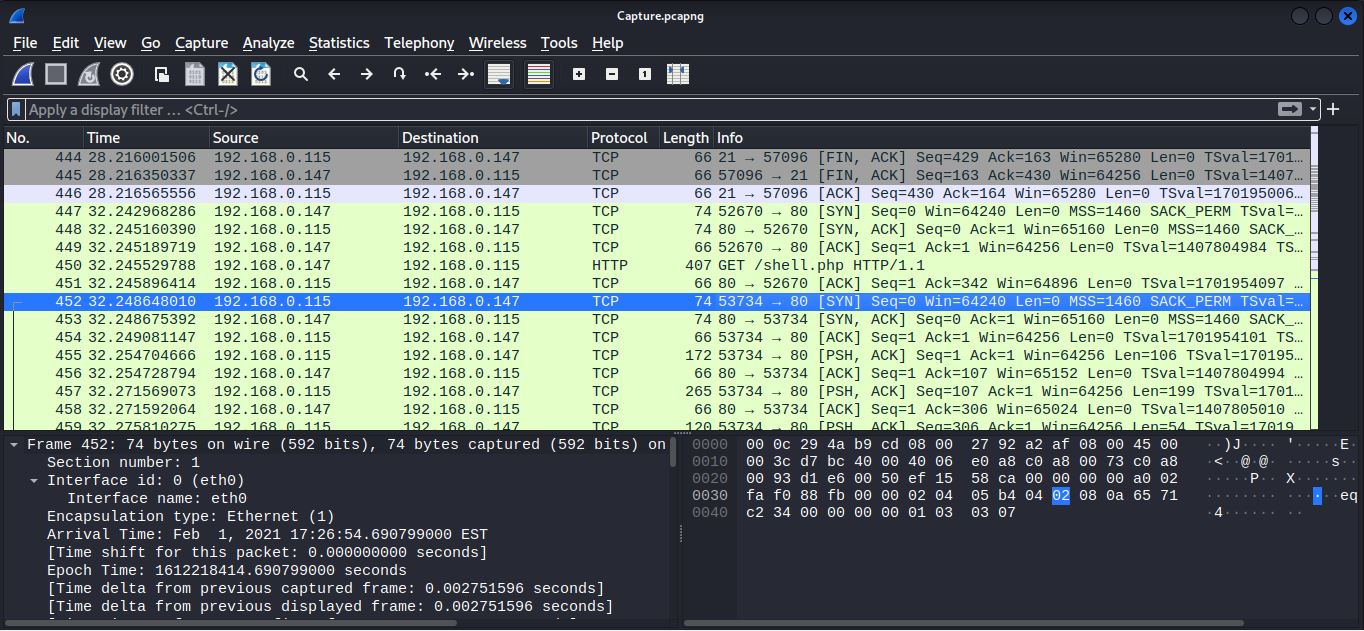 Capture.pcapng
File Edit View Go Capture Analyze Statistics Telephony Wireless Tools Help
Apply a display filter … <Ctrl-/>
No. Time Source Destination Protocol Length Info
444 28.216001506 192.168.0.115 192.168.0.147 TCP 66 21 → 57096 [FIN, ACK] Seq=429 Ack=163 Win=65280 Len=0 TSval=1701…
445 28.216350337 192.168.0.147 192.168.0.115 TCP 66 57096 → 21 [FIN, ACK] Seq=163 Ack=430 Win=64256 Len=0 TSval=1407…
446 28.216565556 192.168.0.115 192.168.0.147 TCP 66 21 → 57096 [ACK] Seq=430 Ack=164 Win=65280 Len=0 TSval=170195006…
447 32.242968286 192.168.0.147 192.168.0.115 TCP 74 52670 → 80 [SYN] Seq=0 Win=64240 Len=0 MSS=1460 SACK_PERM TSval=…
448 32.245160390 192.168.0.115 192.168.0.147 TCP 74 80 → 52670 [SYN, ACK] Seq=0 Ack=1 Win=65160 Len=0 MSS=1460 SACK_…
449 32.245189719 192.168.0.147 192.168.0.115 TCP 66 52670 → 80 [ACK] Seq=1 Ack=1 Win=64256 Len=0 TSval=1407804984 TS…
450 32.245529788 192.168.0.147 192.168.0.115 HTTP 407 GET /shell.php HTTP/1.1
451 32.245896414 192.168.0.115 192.168.0.147 TCP 66 80 → 52670 [ACK] Seq=1 Ack=342 Win=64896 Len=0 TSval=1701954097 …
452 32.248648010 192.168.0.115 192.168.0.147 TCP 74 53734 → 80 [SYN] Seq=0 Win=64240 Len=0 MSS=1460 SACK_PERM TSval=…
453 32.248675392 192.168.0.147 192.168.0.115 TCP 74 80 → 53734 [SYN, ACK] Seq=0 Ack=1 Win=65160 Len=0 MSS=1460 SACK_…
454 32.249081147 192.168.0.115 192.168.0.147 TCP 66 53734 → 80 [ACK] Seq=1 Ack=1 Win=64256 Len=0 TSval=1701954101 TS…
455 32.254704666 192.168.0.115 192.168.0.147 TCP 172 53734 → 80 [PSH, ACK] Seq=1 Ack=1 Win=64256 Len=106 TSval=170195…
456 32.254728794 192.168.0.147 192.168.0.115 TCP 66 80 → 53734 [ACK] Seq=1 Ack=107 Win=65152 Len=0 TSval=1407804994 …
457 32.271569073 192.168.0.115 192.168.0.147 TCP 265 53734 → 80 [PSH, ACK] Seq=107 Ack=1 Win=64256 Len=199 TSval=1701…
458 32.271592064 192.168.0.147 192.168.0.115 TCP 66 80 → 53734 [ACK] Seq=1 Ack=306 Win=65024 Len=0 TSval=1407805010 …
459 32.275810275 192.168.0.115 192.168.0.147 TCP 120 53734 → 80 [PSH, ACK] Seq=306 Ack=1 Win=64256 Len=54 TSval=17019…
Frame 452: 74 bytes on wire (592 bits), 74 bytes captured (592 bits) on
Section number: 1
Interface id: 0 (eth0)
Interface name: eth0
Encapsulation type: Ethernet (1)
Arrival Time: Feb  1, 2021 17:26:54.690799000 EST
[Time shift for this packet: 0.000000000 seconds]
Epoch Time: 1612218414.690799000 seconds
[Time delta from previous captured frame: 0.002751596 seconds]
[Time delta from previous displayed frame: 0.002751596 seconds]
0000 00 0c 29 4a b9 cd 08 00 27 92 a2 af 08 00 45 00 ··)J···· '·····E·
0010 00 3c d7 bc 40 00 40 06 e0 a8 c0 a8 00 73 c0 a8 ·<··@·@· ·····s··
0020 00 93 d1 e6 00 50 ef 15 58 ca 00 00 00 00 a0 02 ·····P·· X·······
0030 fa f0 88 fb 00 00 02 04 05 b4 04 02 08 0a 65 71 ········ ······eq
0040 c2 34 00 00 00 00 01 03 03 07 ·4······ ··